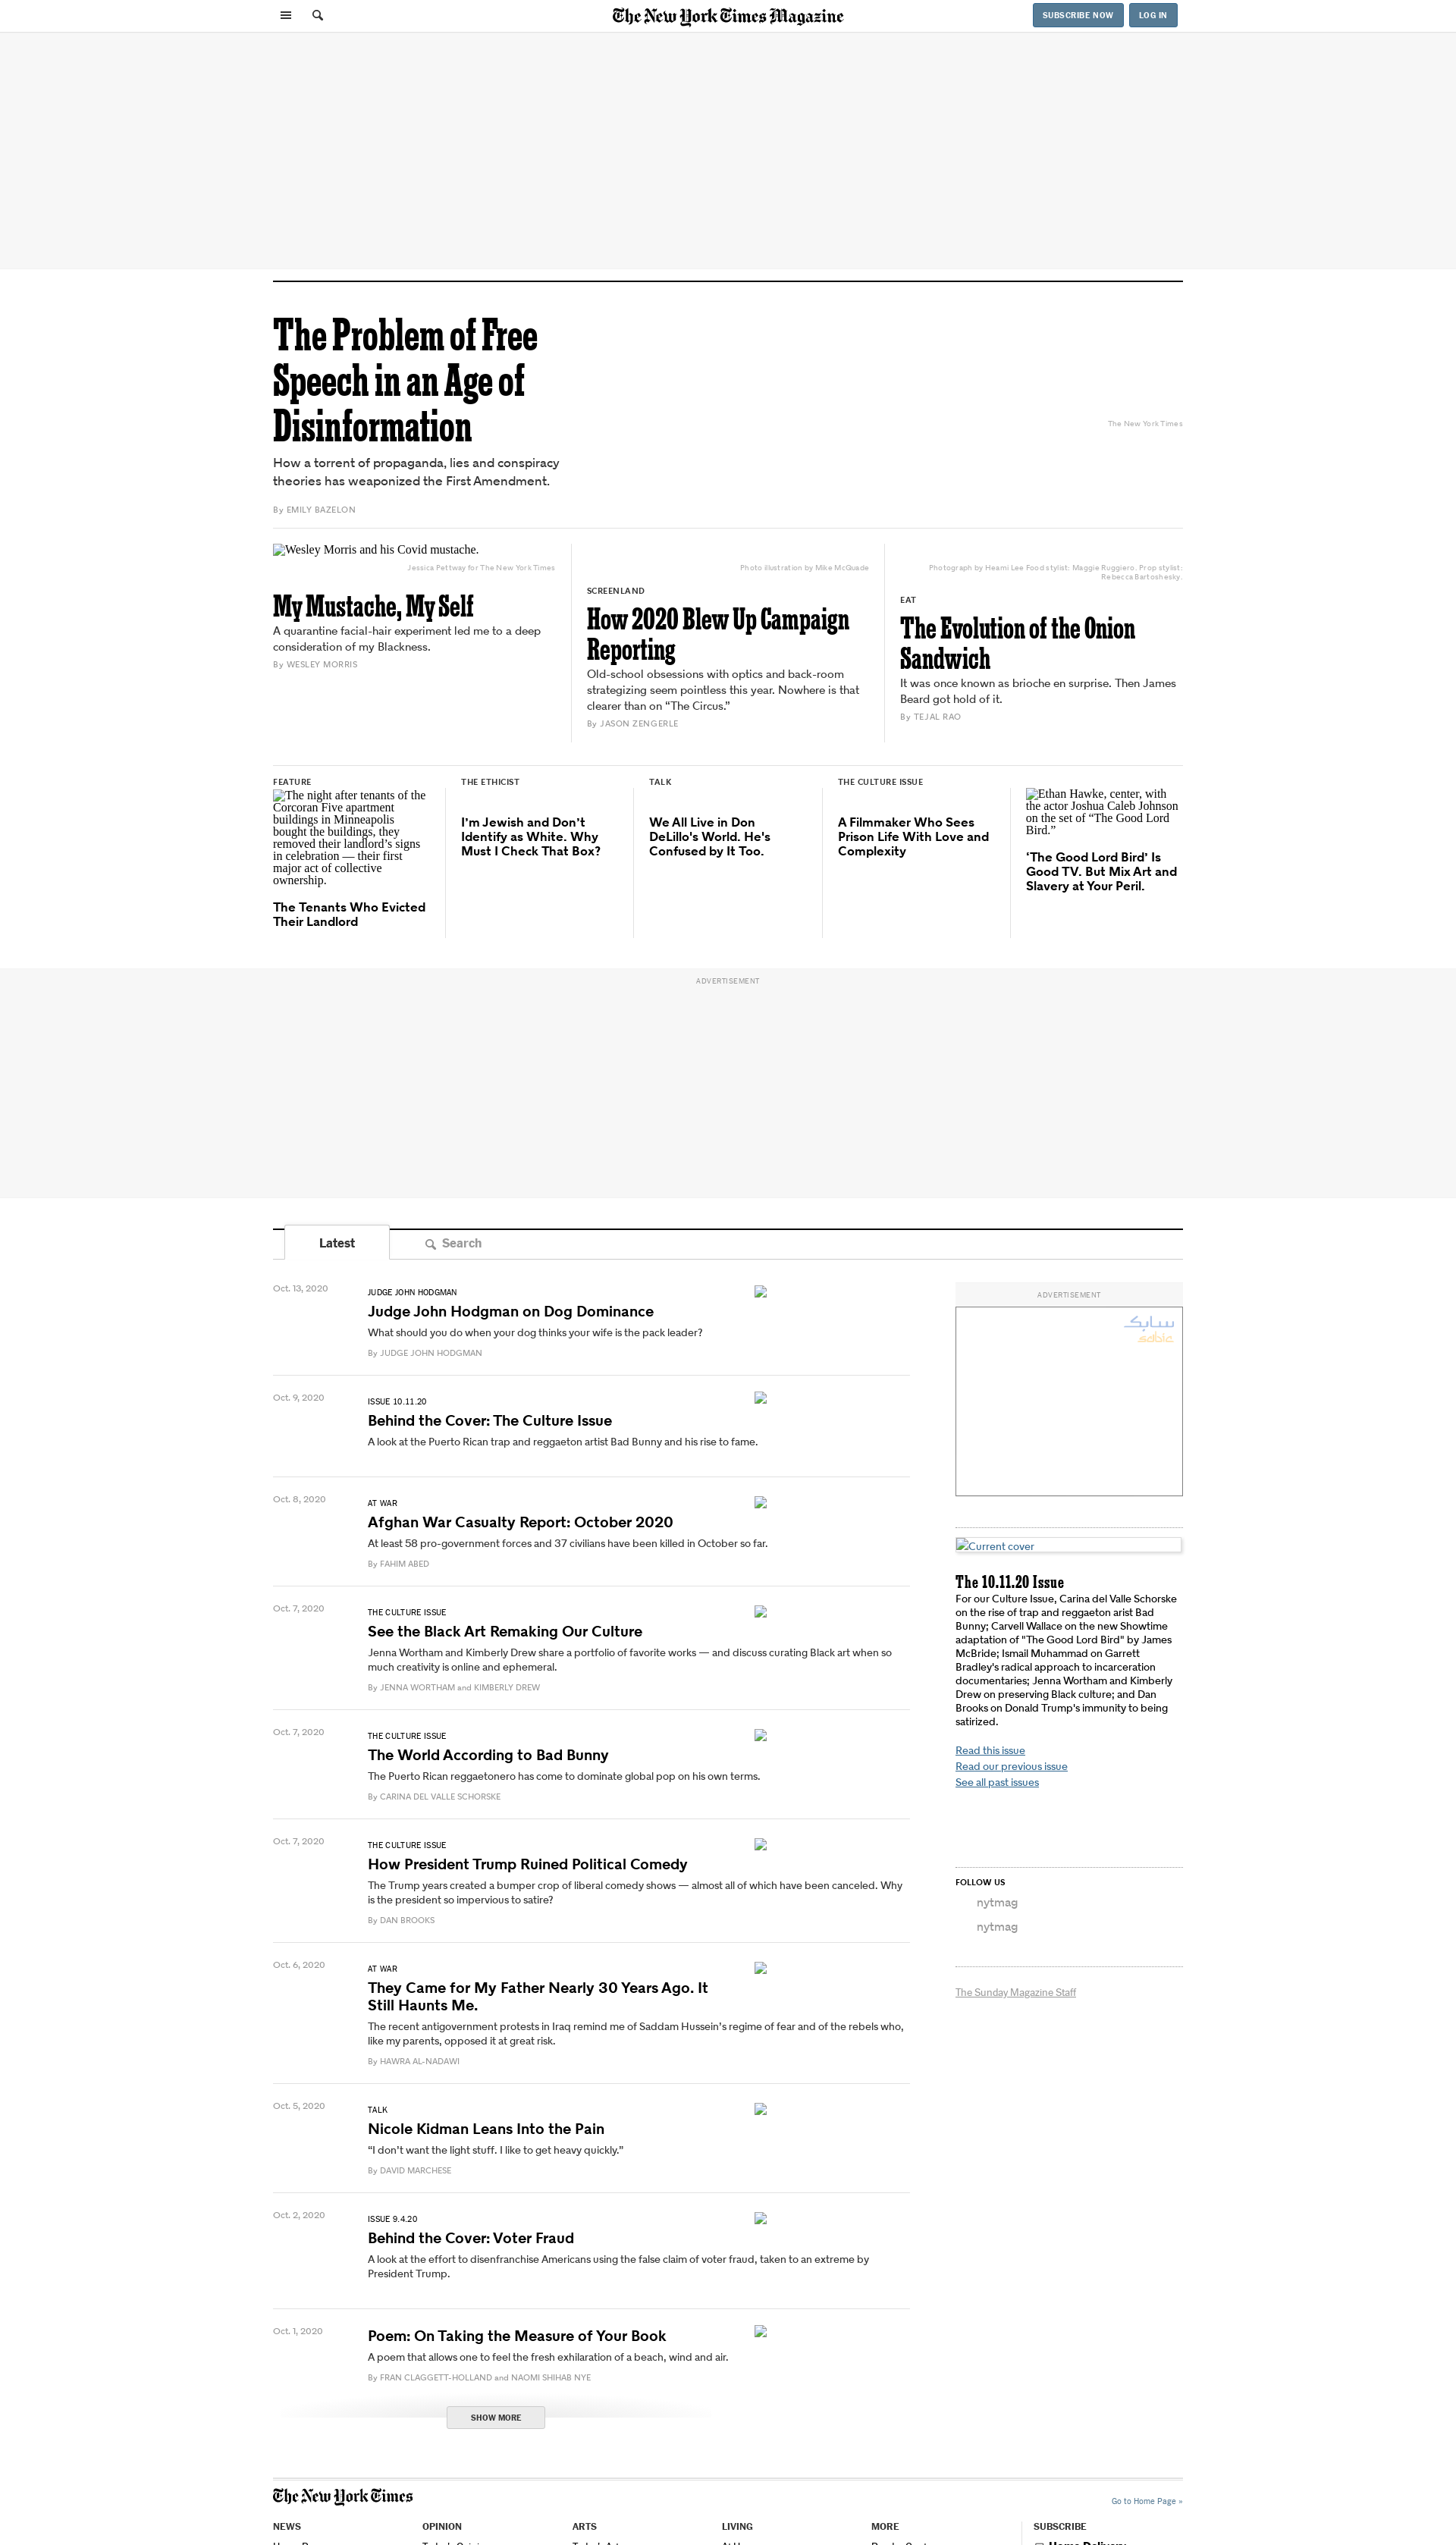 The New York Times Magazine
SUBSCRIBE NOW
LOG IN
The Problem of Free
Speech in an Age of
Disinformation
The New York Times
How a torrent of propaganda, lies and conspiracy
theories has weaponized the First Amendment.
By EMILY BAZELON
Wesley Morris and his Covid mustache.
Jessica Pettway for The New York Times
My Mustache, My Self
A quarantine facial-hair experiment led me to a deep
consideration of my Blackness.
By WESLEY MORRIS
Photo illustration by Mike McQuade
SCREENLAND
How 2020 Blew Up Campaign
Reporting
Old-school obsessions with optics and back-room
strategizing seem pointless this year. Nowhere is that
clearer than on “The Circus.”
By JASON ZENGERLE
Photograph by Heami Lee Food stylist: Maggie Ruggiero. Prop stylist:
Rebecca Bartoshesky.
EAT
The Evolution of the Onion
Sandwich
It was once known as brioche en surprise. Then James
Beard got hold of it.
By TEJAL RAO
FEATURE
The night after tenants of the
Corcoran Five apartment
buildings in Minneapolis
bought the buildings, they
removed their landlord’s signs
in celebration — their first
major act of collective
ownership.
The Tenants Who Evicted
Their Landlord
THE ETHICIST
I’m Jewish and Don’t
Identify as White. Why
Must I Check That Box?
TALK
We All Live in Don
DeLillo's World. He's
Confused by It Too.
THE CULTURE ISSUE
A Filmmaker Who Sees
Prison Life With Love and
Complexity
Ethan Hawke, center, with
the actor Joshua Caleb Johnson
on the set of “The Good Lord
Bird.”
‘The Good Lord Bird’ Is
Good TV. But Mix Art and
Slavery at Your Peril.
ADVERTISEMENT
Latest
Search
Oct. 13, 2020
JUDGE JOHN HODGMAN
Judge John Hodgman on Dog Dominance
What should you do when your dog thinks your wife is the pack leader?
By JUDGE JOHN HODGMAN
Oct. 9, 2020
ISSUE 10.11.20
Behind the Cover: The Culture Issue
A look at the Puerto Rican trap and reggaeton artist Bad Bunny and his rise to fame.
Oct. 8, 2020
AT WAR
Afghan War Casualty Report: October 2020
At least 58 pro-government forces and 37 civilians have been killed in October so far.
By FAHIM ABED
Oct. 7, 2020
THE CULTURE ISSUE
See the Black Art Remaking Our Culture
Jenna Wortham and Kimberly Drew share a portfolio of favorite works — and discuss curating Black art when so
much creativity is online and ephemeral.
By JENNA WORTHAM and KIMBERLY DREW
Oct. 7, 2020
THE CULTURE ISSUE
The World According to Bad Bunny
The Puerto Rican reggaetonero has come to dominate global pop on his own terms.
By CARINA DEL VALLE SCHORSKE
Oct. 7, 2020
THE CULTURE ISSUE
How President Trump Ruined Political Comedy
The Trump years created a bumper crop of liberal comedy shows — almost all of which have been canceled. Why
is the president so impervious to satire?
By DAN BROOKS
Oct. 6, 2020
AT WAR
They Came for My Father Nearly 30 Years Ago. It
Still Haunts Me.
The recent antigovernment protests in Iraq remind me of Saddam Hussein’s regime of fear and of the rebels who,
like my parents, opposed it at great risk.
By HAWRA AL-NADAWI
Oct. 5, 2020
TALK
Nicole Kidman Leans Into the Pain
“I don’t want the light stuff. I like to get heavy quickly.”
By DAVID MARCHESE
Oct. 2, 2020
ISSUE 9.4.20
Behind the Cover: Voter Fraud
A look at the effort to disenfranchise Americans using the false claim of voter fraud, taken to an extreme by
President Trump.
Oct. 1, 2020
Poem: On Taking the Measure of Your Book
A poem that allows one to feel the fresh exhilaration of a beach, wind and air.
By FRAN CLAGGETT-HOLLAND and NAOMI SHIHAB NYE
SHOW MORE
ADVERTISEMENT
سابک
sabic
Current cover
The 10.11.20 Issue
For our Culture Issue, Carina del Valle Schorske
on the rise of trap and reggaeton arist Bad
Bunny; Carvell Wallace on the new Showtime
adaptation of "The Good Lord Bird" by James
McBride; Ismail Muhammad on Garrett
Bradley's radical approach to incarceration
documentaries; Jenna Wortham and Kimberly
Drew on preserving Black culture; and Dan
Brooks on Donald Trump's immunity to being
satirized.
Read this issue
Read our previous issue
See all past issues
FOLLOW US
nytmag
nytmag
The Sunday Magazine Staff
The New York Times
Go to Home Page »
NEWS
OPINION
ARTS
LIVING
MORE
SUBSCRIBE